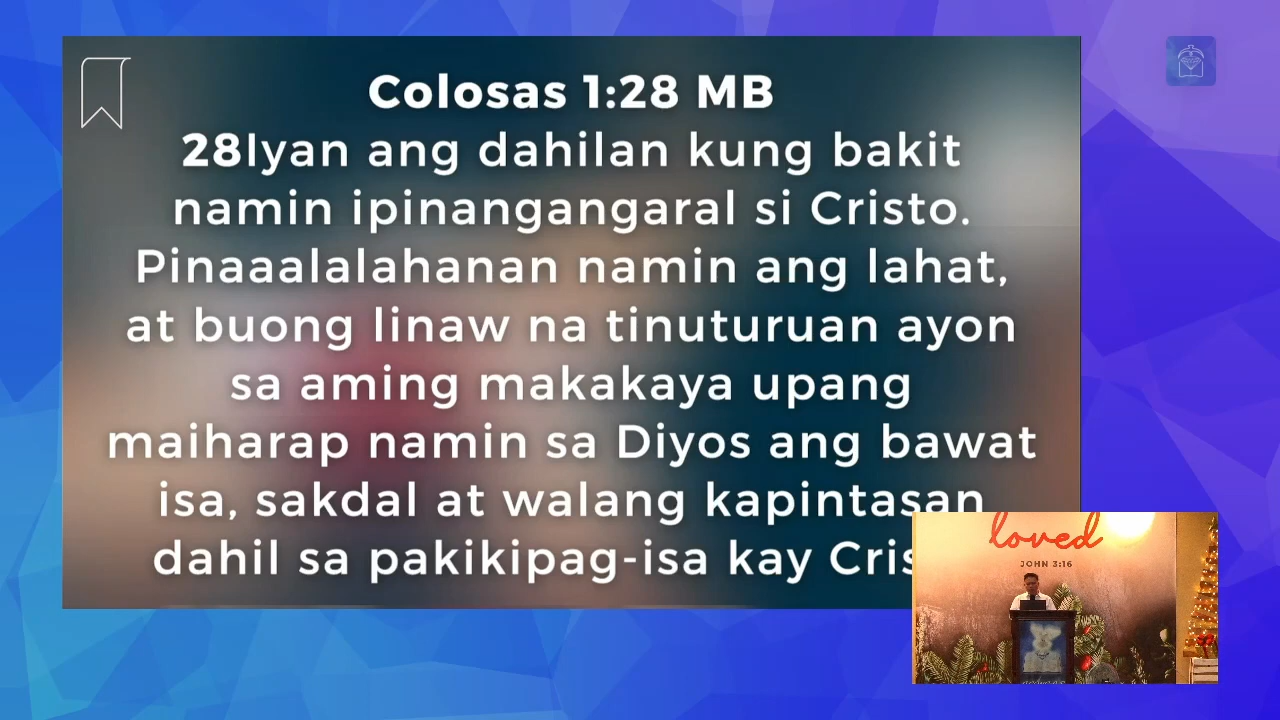 Colosas 1:28 MB
28Iyan ang dahilan kung bakit
namin ipinangangaral si Cristo.
Pinaaalalahanan namin ang lahat,
at buong linaw na tinuturuan ayon
sa aming makakaya upang
maiharap namin sa Diyos ang bawat
isa, sakdal at walang kapintasan
dahil sa pakikipag-isa kay Cris
loved
JOHN 3:16